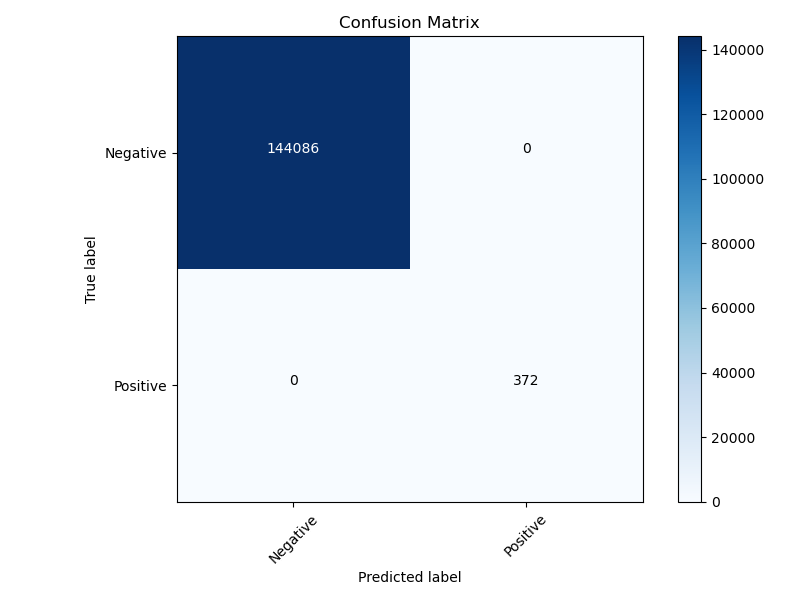 Confusion Matrix
Negative
144086
0
Positive
0
372
True label
Negative
Positive
Predicted label
140000
120000
100000
80000
60000
40000
20000
0